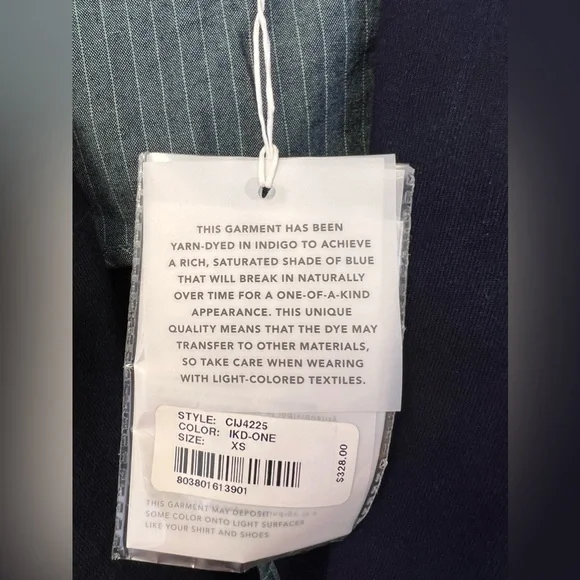 THIS GARMENT HAS BEEN
YARN-DYED IN INDIGO TO ACHIEVE
A RICH, SATURATED SHADE OF BLUE
THAT WILL BREAK IN NATURALLY
OVER TIME FOR A ONE-OF-A-KIND
APPEARANCE. THIS UNIQUE
QUALITY MEANS THAT THE DYE MAY
TRANSFER TO OTHER MATERIALS,
SO TAKE CARE WHEN WEARING
WITH LIGHT-COLORED TEXTILES.
STYLE: CIJ4225
COLOR: IKD-ONE
SIZE: XS
803801613901
$328.00
THIS GARMENT MAY DEPOSIT
SOME COLOR ONTO LIGHT SURFACES
LIKE YOUR SHIRT AND SHOES